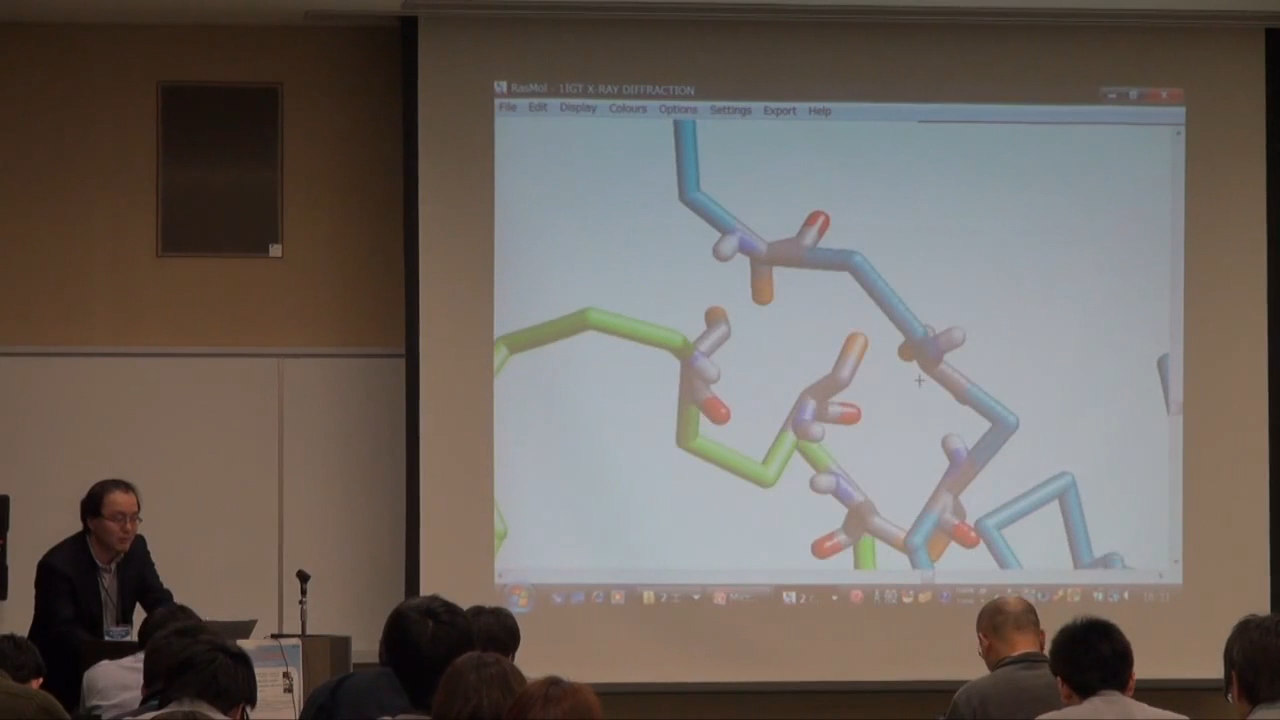 RasMol - 1IGT X-RAY DIFFRACTION
File Edit Display Colours Options Settings Export Help